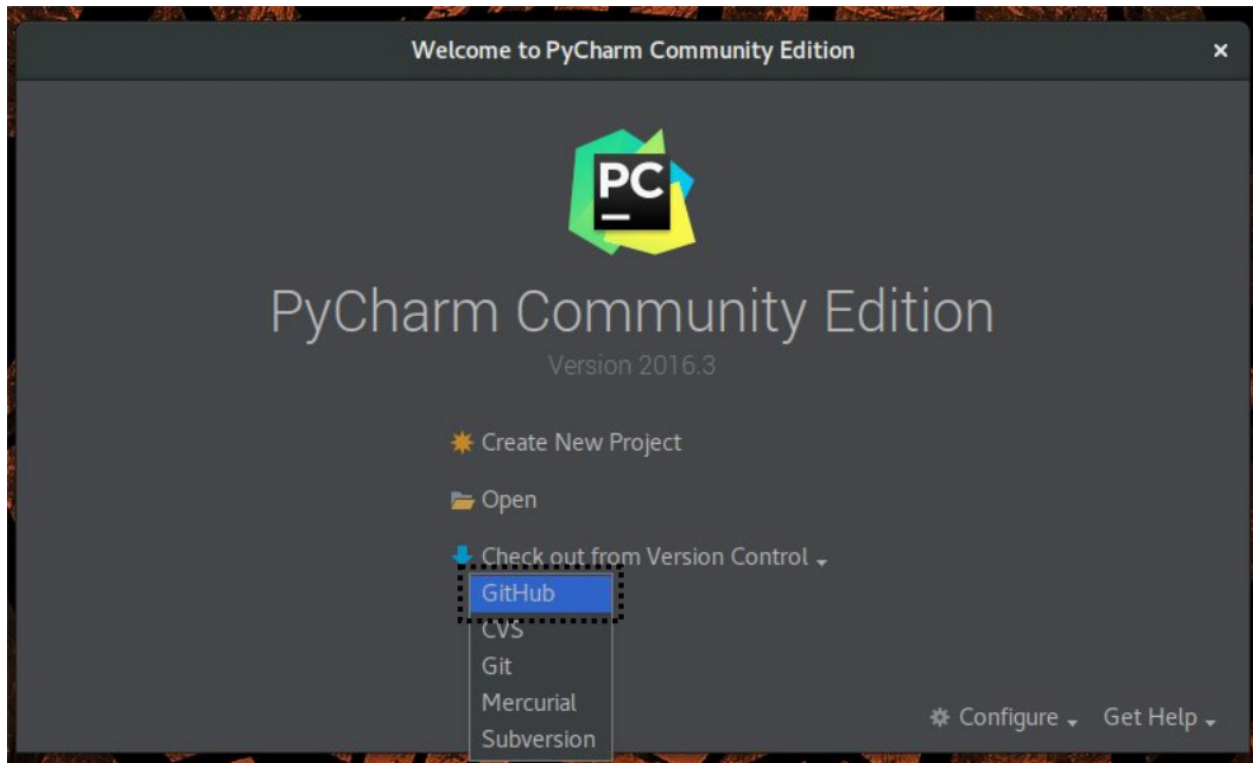 Welcome to PyCharm Community Edition ×
PC
PyCharm Community Edition
Version 2016.3
Create New Project
Open
Check out from Version Control
GitHub
CVS
Git
Mercurial
Subversion
Configure Get Help